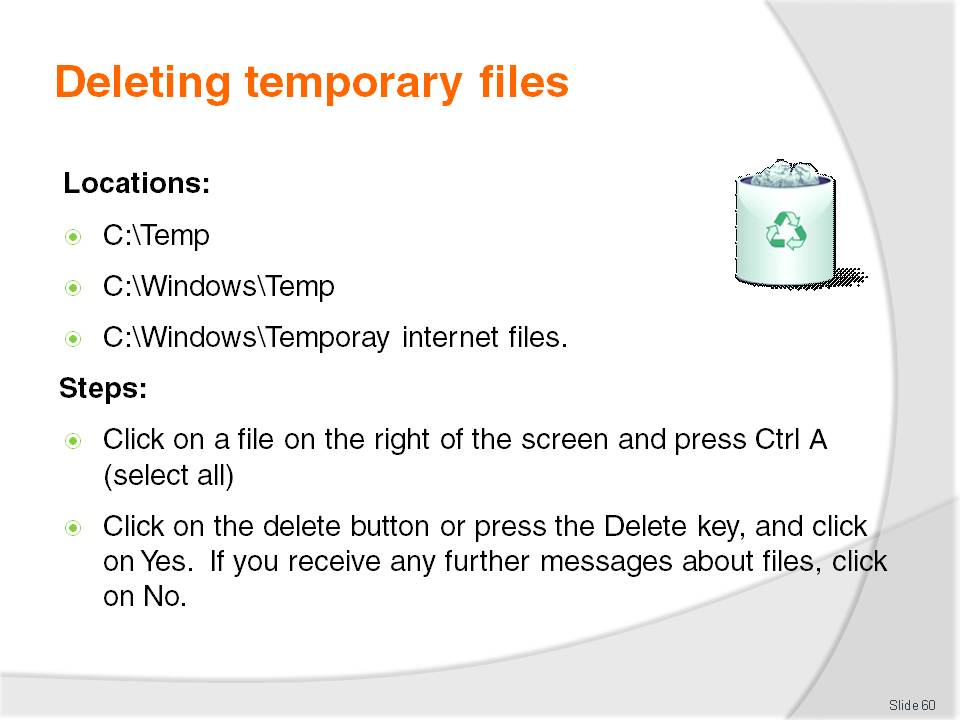 Deleting temporary files
Locations:
C:\Temp
C:\Windows\Temp
C:\Windows\Temporay internet files.
Steps:
Click on a file on the right of the screen and press Ctrl A
(select all)
Click on the delete button or press the Delete key, and click
on Yes.  If you receive any further messages about files, click
on No.
Slide 60